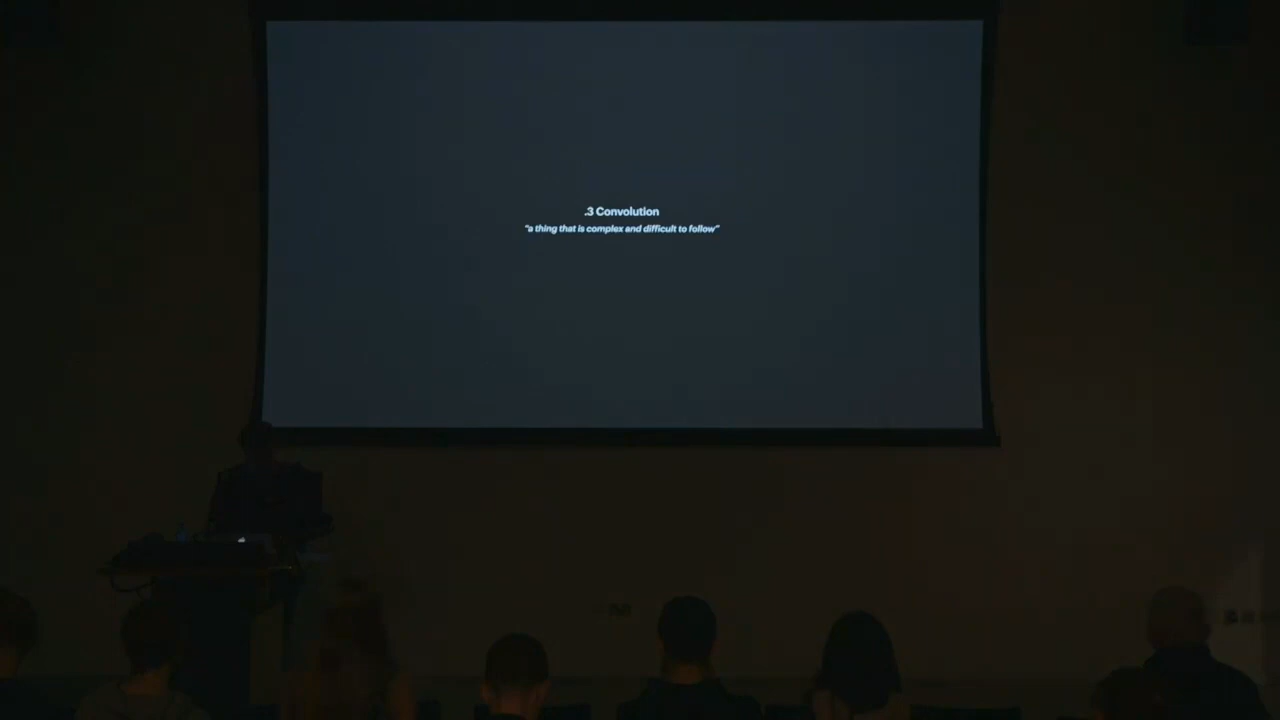 .3 Convolution
"a thing that is complex and difficult to follow"